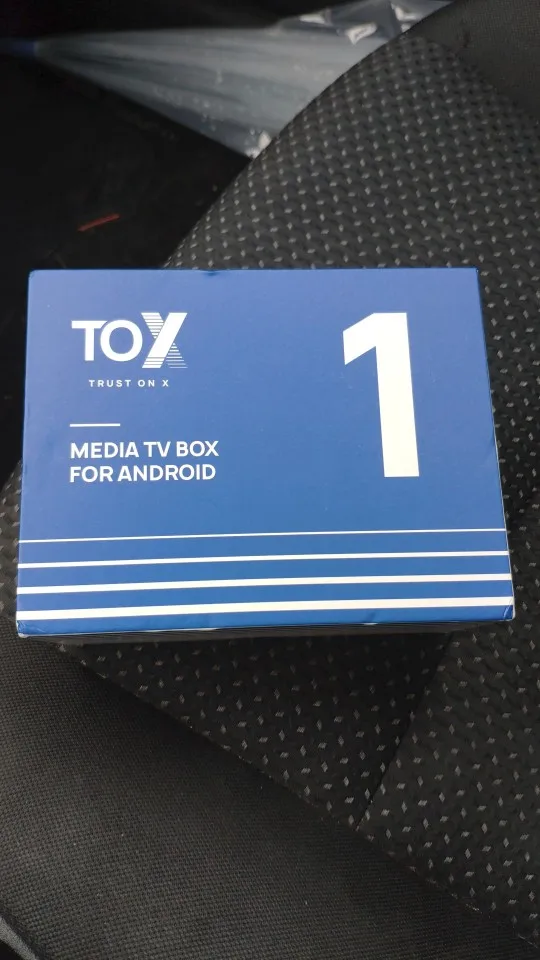 TOX
TRUST ON X
1
MEDIA TV BOX
FOR ANDROID